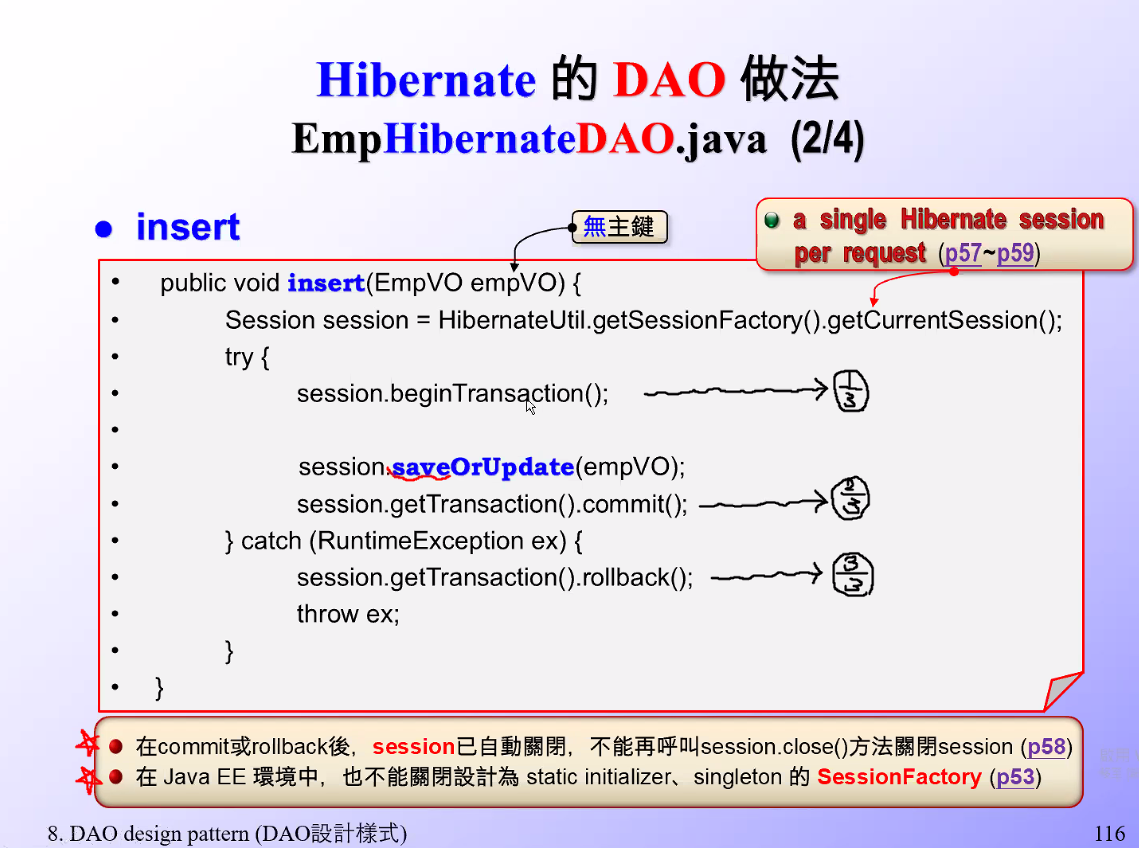 Hibernate 的 DAO 做法
EmpHibernateDAO.java (2/4)
● insert
無主鍵
a single Hibernate session
per request (p57~p59)
• public void insert(EmpVO empVO) {
• Session session = HibernateUtil.getSessionFactory().getCurrentSession();
• try {
• session.beginTransaction();
1/3
•
• session.saveOrUpdate(empVO);
• session.getTransaction().commit();
2/3
• } catch (RuntimeException ex) {
• session.getTransaction().rollback();
3/3
• throw ex;
• }
• }
在commit或rollback後，session已自動關閉，不能再呼叫session.close()方法關閉session (p58)
在 Java EE 環境中，也不能關閉設計為 static initializer、singleton 的 SessionFactory (p53)
8. DAO design pattern (DAO設計樣式)
116